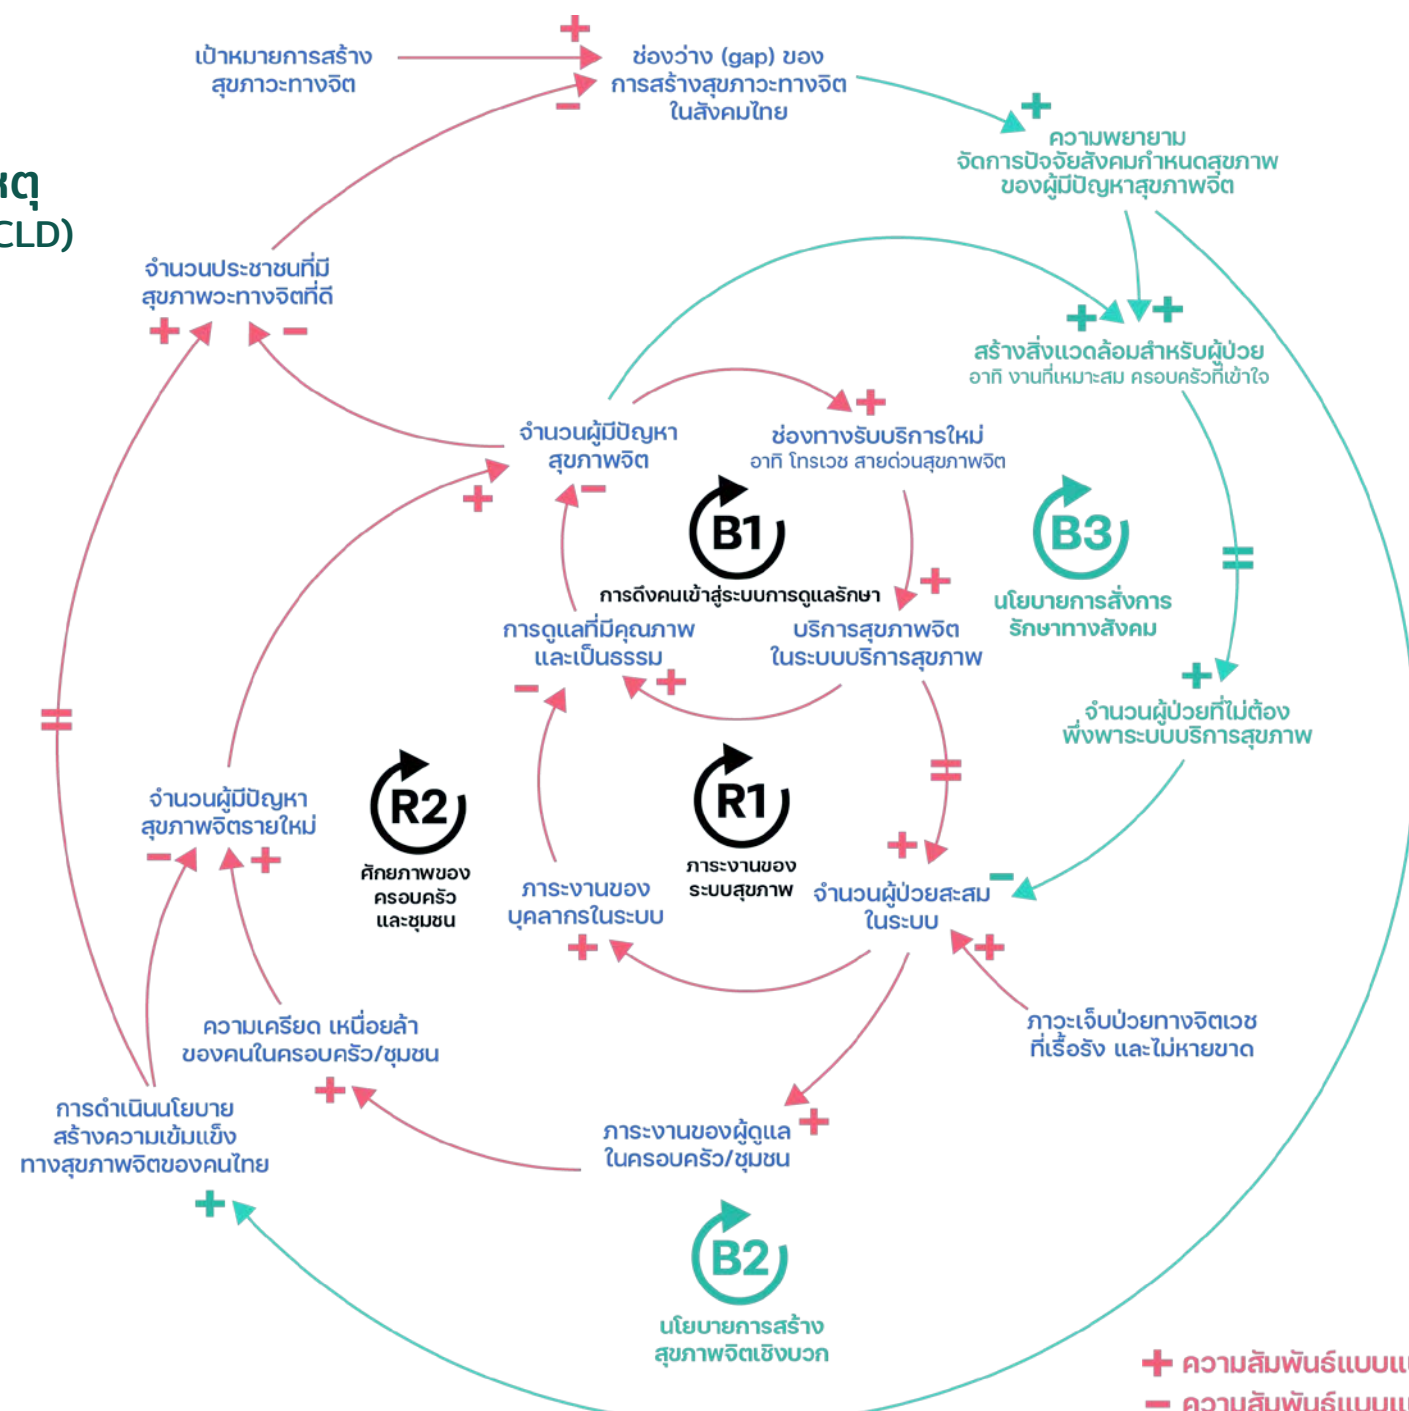 เป้าหมายการสร้าง
สุขภาวะทางจิต
ช่องว่าง (gap) ของ
การสร้างสุขภาวะทางจิต
ในสังคมไทย
ความพยายาม
จัดการปัจจัยสังคมกำหนดสุขภาพ
ของผู้มีปัญหาสุขภาพจิต
CLD)
จำนวนประชาชนที่มี
สุขภาพวะทางจิตที่ดี
สร้างสิ่งแวดล้อมสำหรับผู้ป่วย
อาทิ งานที่เหมาะสม ครอบครัวที่เข้าใจ
จำนวนผู้มีปัญหา
สุขภาพจิต
ช่องทางรับบริการใหม่
อาทิ โทรเวช สายด่วนสุขภาพจิต
B1
การดึงคนเข้าสู่ระบบการดูแลรักษา
B3
นโยบายการสั่งการ
รักษาทางสังคม
การดูแลที่มีคุณภาพ
และเป็นธรรม
บริการสุขภาพจิต
ในระบบบริการสุขภาพ
จำนวนผู้ป่วยที่ไม่ต้อง
พึ่งพาระบบบริการสุขภาพ
จำนวนผู้มีปัญหา
สุขภาพจิตรายใหม่
R2
ศักยภาพของ
ครอบครัว
และชุมชน
R1
ภาระงานของ
ระบบสุขภาพ
ภาระงานของ
บุคลากรในระบบ
จำนวนผู้ป่วยสะสม
ในระบบ
ความเครียด เหนื่อยล้า
ของคนในครอบครัว/ชุมชน
ภาวะเจ็บป่วยทางจิตเวช
ที่เรื้อรัง และไม่หายขาด
การดำเนินนโยบาย
สร้างความเข้มแข็ง
ทางสุขภาพจิตของคนไทย
ภาระงานของผู้ดูแล
ในครอบครัว/ชุมชน
B2
นโยบายการสร้าง
สุขภาพจิตเชิงบวก
+ ความสัมพันธ์แบบ
− ความสัมพันธ์แบบ